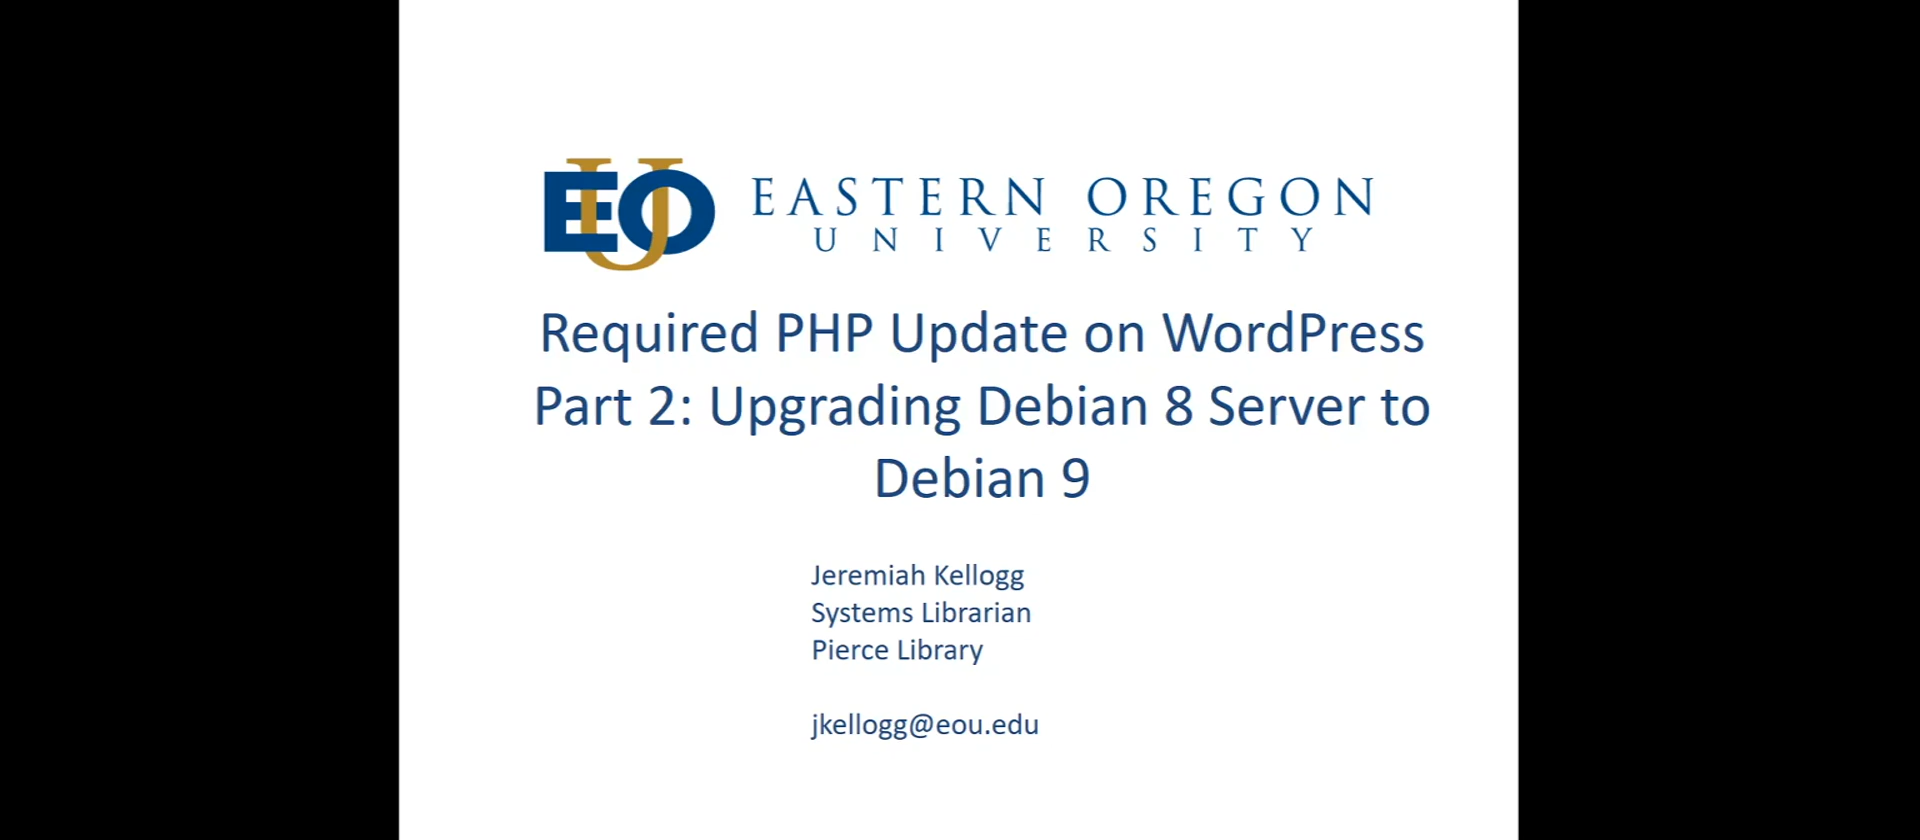 EOU
EASTERN OREGON
UNIVERSITY
Required PHP Update on WordPress
Part 2: Upgrading Debian 8 Server to
Debian 9
Jeremiah Kellogg
Systems Librarian
Pierce Library
jkellogg@eou.edu